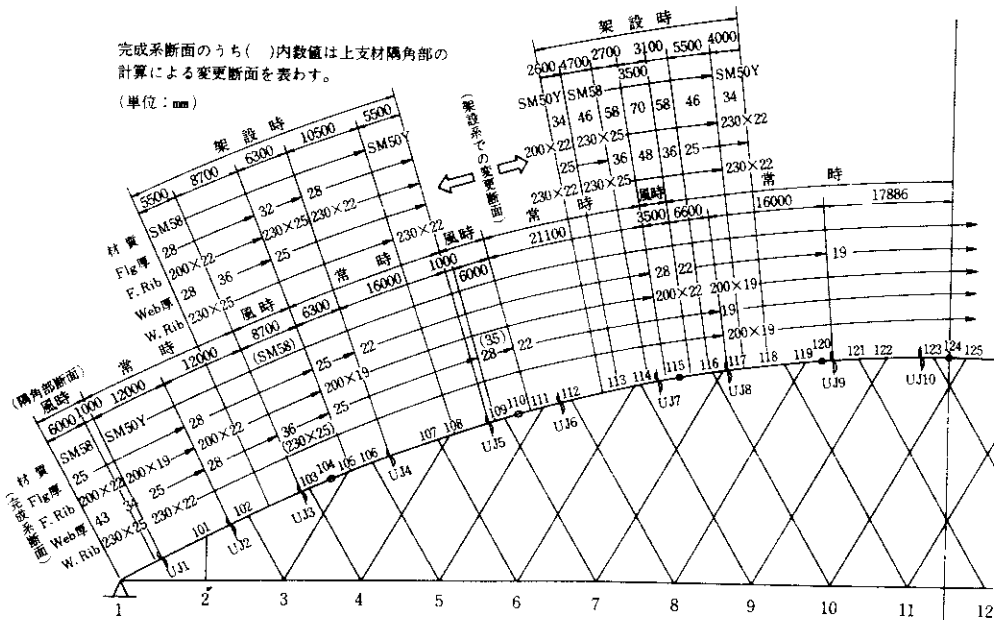 完成系断面のうち(　)内数値は上支材隅角部の
計算による変更断面を表わす。
(単位：mm)
架設時
2600 4700 2700 3100 5500 4000
3500
SM50Y SM58 SM50Y
34 46 58 70 58 46 34
200×22 230×25 230×22
25 36 48 36 25
230×22 230×25 230×22
(架設系での変更断面)
架設時
5500 8700 6300 10500 5500
材質 SM58 SM50Y
Flg厚 28 32 28
F.Rib 200×22 230×25 230×22
Web厚 28 36 25
W.Rib 230×25 230×22
(隅角部断面)
風時 常時 風時 常時 風時 常時 風時 常時
6000 1000 12000 12000 8700 6300 16000 1000 6000 21100 3500 6600 16000 17886
(完成系断面)
材質 SM58 SM50Y (SM58)
Flg厚 25 28 25 22 28 22 19
F.Rib 200×22 200×19 200×22 200×19 200×22 200×19
Web厚 43 34 25 28 36 25 (35) 28 22 19
W.Rib 230×25 230×22 (230×25) 200×19
101 102 103 104 105 106 107 108 109 110 111 112 113 114 115 116 117 118 119 120 121 122 123 124 125
UJ1 UJ2 UJ3 UJ4 UJ5 UJ6 UJ7 UJ8 UJ9 UJ10
1 2 3 4 5 6 7 8 9 10 11 12